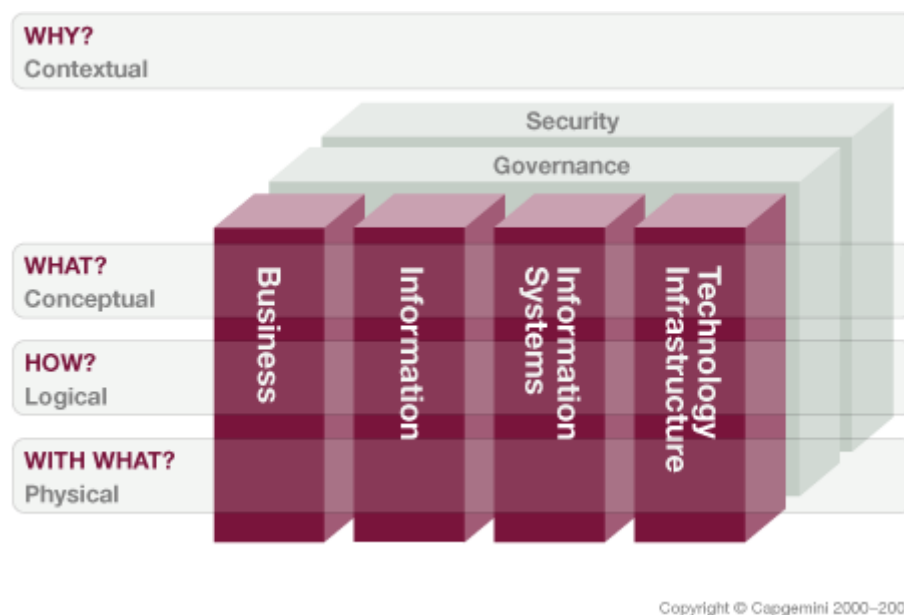 WHY?
Contextual
Security
Governance
WHAT?
Conceptual
HOW?
Logical
WITH WHAT?
Physical
Business
Information
Information
Systems
Technology
Infrastructure
Copyright © Capgemini